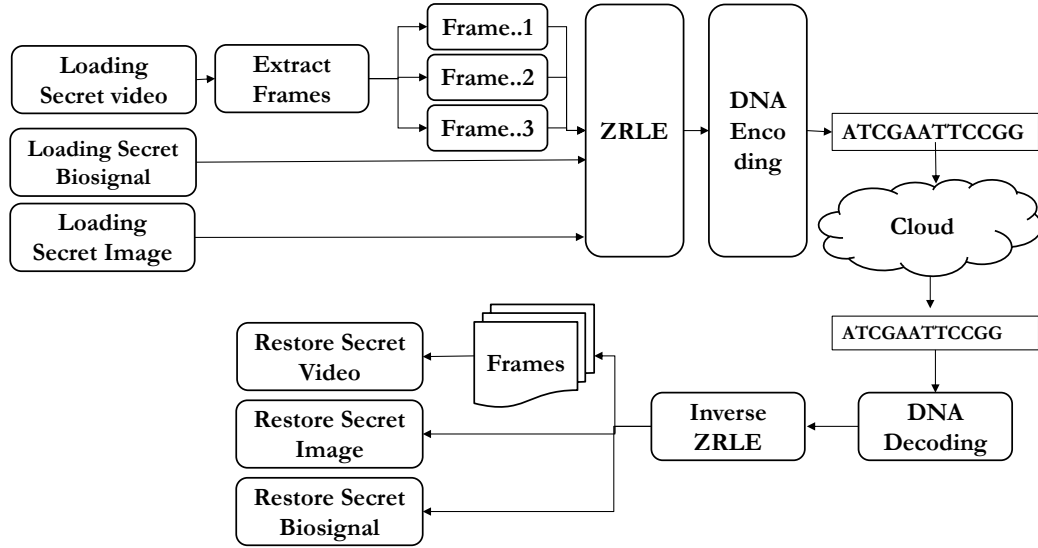 Loading
Secret video
Extract
Frames
Frame..1
Frame..2
Frame..3
Loading Secret
Biosignal
Loading
Secret Image
ZRLE
DNA
Enco
ding
ATCGAATTCCGG
Cloud
ATCGAATTCCGG
DNA
Decoding
Inverse
ZRLE
Frames
Restore Secret
Video
Restore Secret
Image
Restore Secret
Biosignal